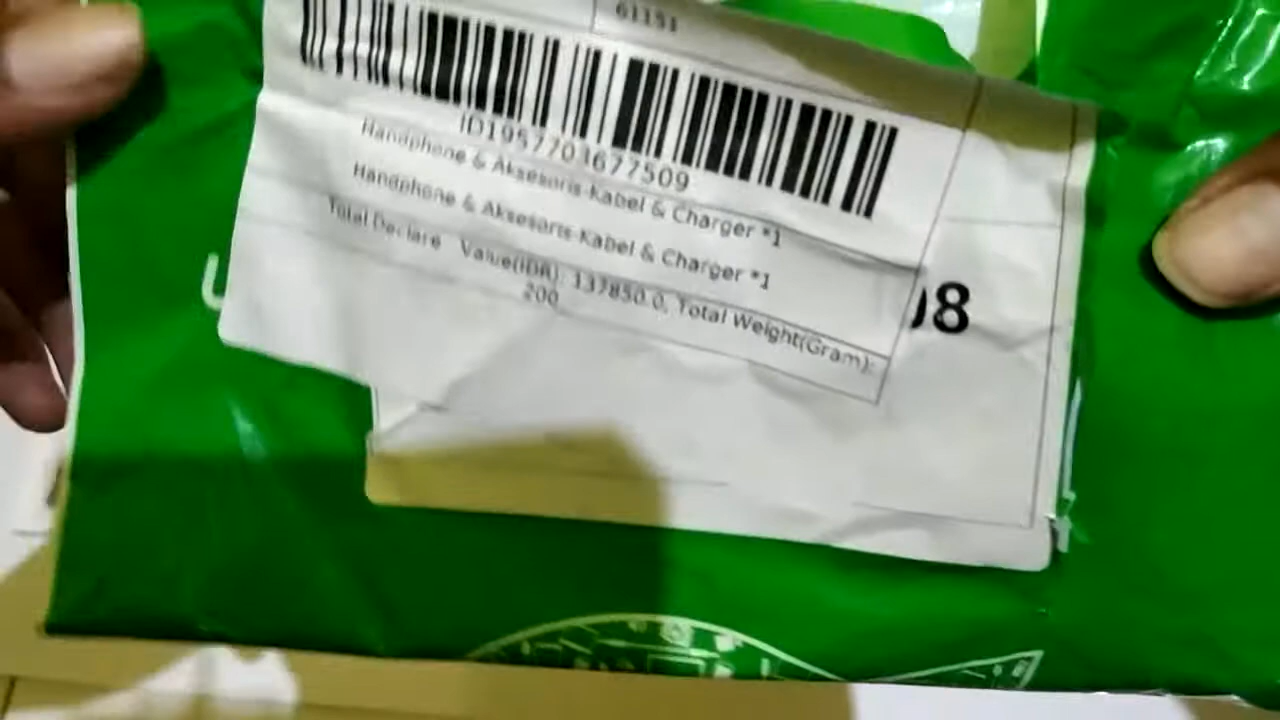 61151
ID1957703677509
Handphone & Aksesoris-Kabel & Charger *1
Handphone & Aksesoris-Kabel & Charger *1
Total Declare Value(IDR): 137850.0, Total Weight(Gram):
200
08